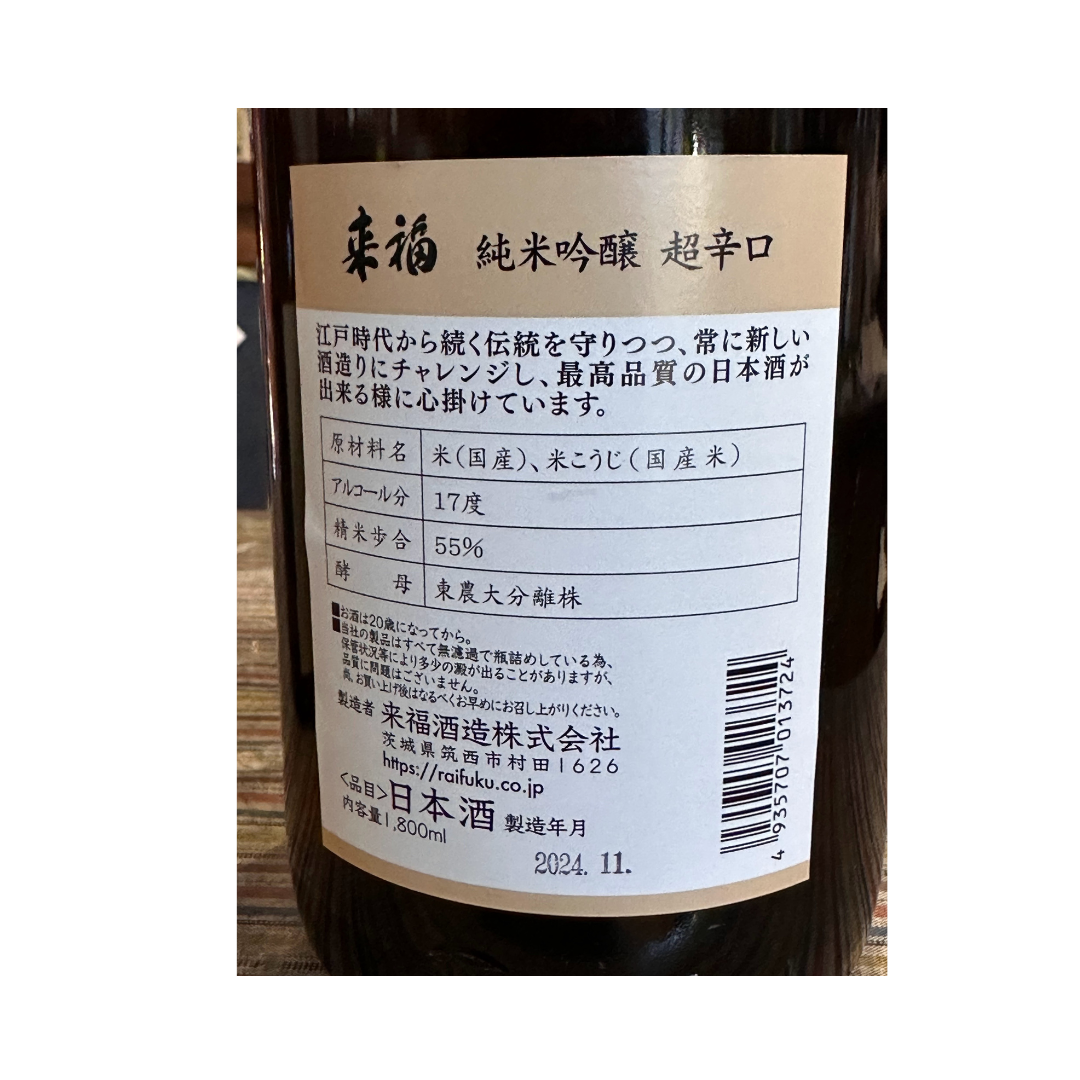 来福 純米吟醸 超辛口
江戸時代から続く伝統を守りつつ、常に新しい
酒造りにチャレンジし、最高品質の日本酒が
出来る様に心掛けています。
原材料名 米(国産)、米こうじ(国産米)
アルコール分 17度
精米歩合 55%
酵母 東農大分離株
■お酒は20歳になってから。
■当社の製品はすべて無濾過で瓶詰めしている為、
保管状況等により多少の澱が出ることがありますが、
品質に問題はございません。
尚、お買い上げ後はなるべくお早めにお召し上がりください。
製造者 来福酒造株式会社
茨城県筑西市村田1626
https://raifuku.co.jp
<品目>日本酒 製造年月
内容量1,800ml
2024. 11.
4935707013724